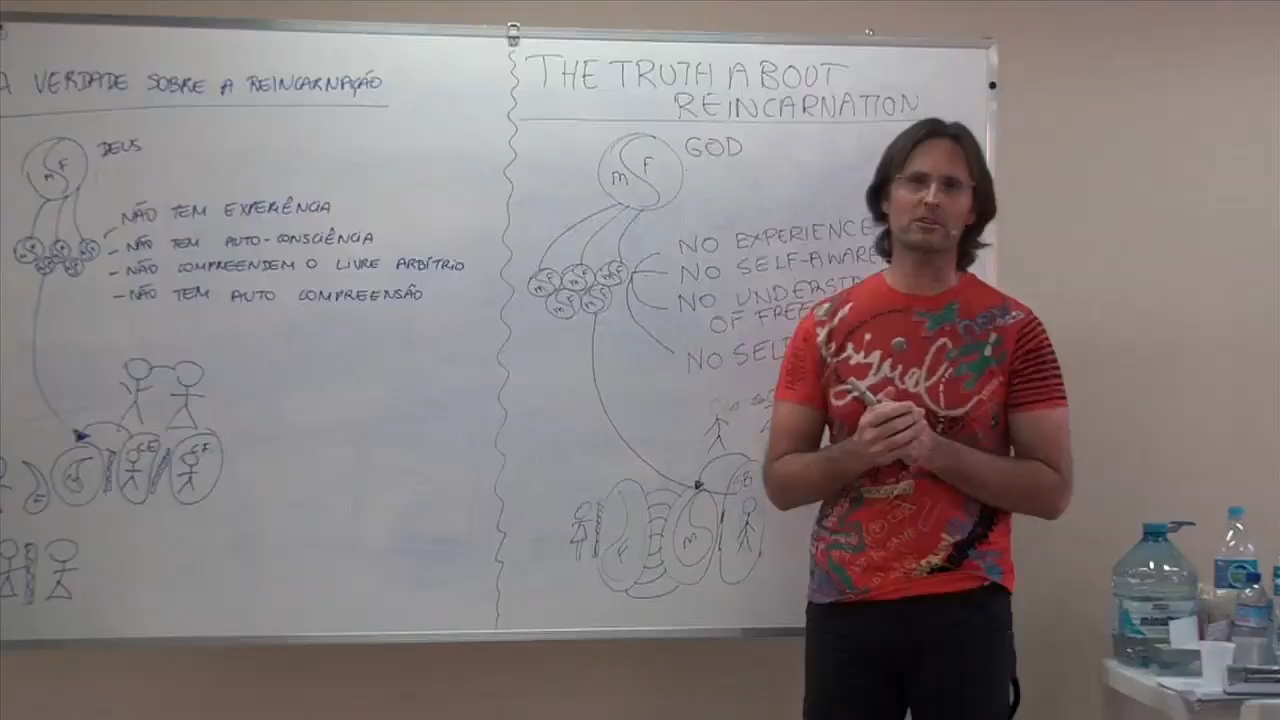 A VERDADE SOBRE A REINCARNAÇÃO
DEUS
M F
NÃO TEM EXPERIÊNCIA
- NÃO TEM AUTO-CONSCIÊNCIA
- NÃO COMPREENDEM O LIVRE ARBÍTRIO
- NÃO TEM AUTO COMPREENSÃO
THE TRUTH ABOUT
REINCARNATION
GOD
M F
NO EXPERIENCE
NO SELF-AWARE
NO UNDERST
OF FREE
NO SEL
F
M
Desigual